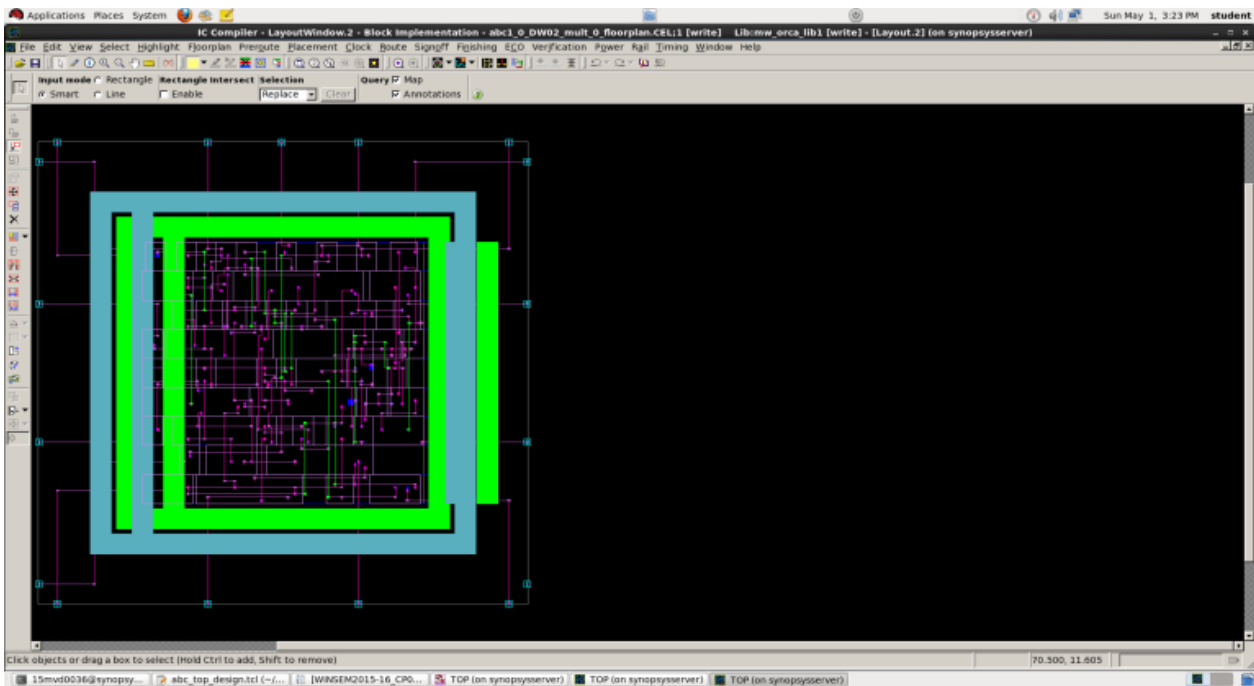 Applications Places System Sun May 1, 3:23 PM student
IC Compiler - LayoutWindow.2 - Block Implementation - abc1_0_DW02_mult_0_floorplan.CEL;1 [write] Lib:mw_orca_lib1 [write] - [Layout.2] (on synopsysserver)
File Edit View Select Highlight Floorplan Preroute Placement Clock Route Signoff Finishing ECO Verification Power Rail Timing Window Help
Input mode Rectangle Rectangle Intersect Selection Query Map
Smart Line Enable Replace Clear Annotations
Click objects or drag a box to select (Hold Ctrl to add, Shift to remove) 70.500, 11.605
15mvd0036@synopsy... abc_top_design.tcl (~/... [WINSEM2015-16_CP0... TOP (on synopsysserver) TOP (on synopsysserver) TOP (on synopsysserver)